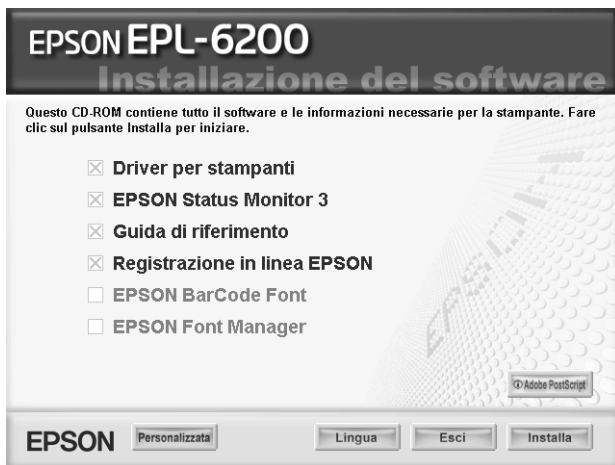 EPSON EPL-6200
Installazione del software
Questo CD-ROM contiene tutto il software e le informazioni necessarie per la stampante. Fare
clic sul pulsante Installa per iniziare.
Driver per stampanti
EPSON Status Monitor 3
Guida di riferimento
Registrazione in linea EPSON
EPSON BarCode Font
EPSON Font Manager
EPSON
Adobe PostScript
EPSON
Personalizzata
Lingua
Esci
Installa